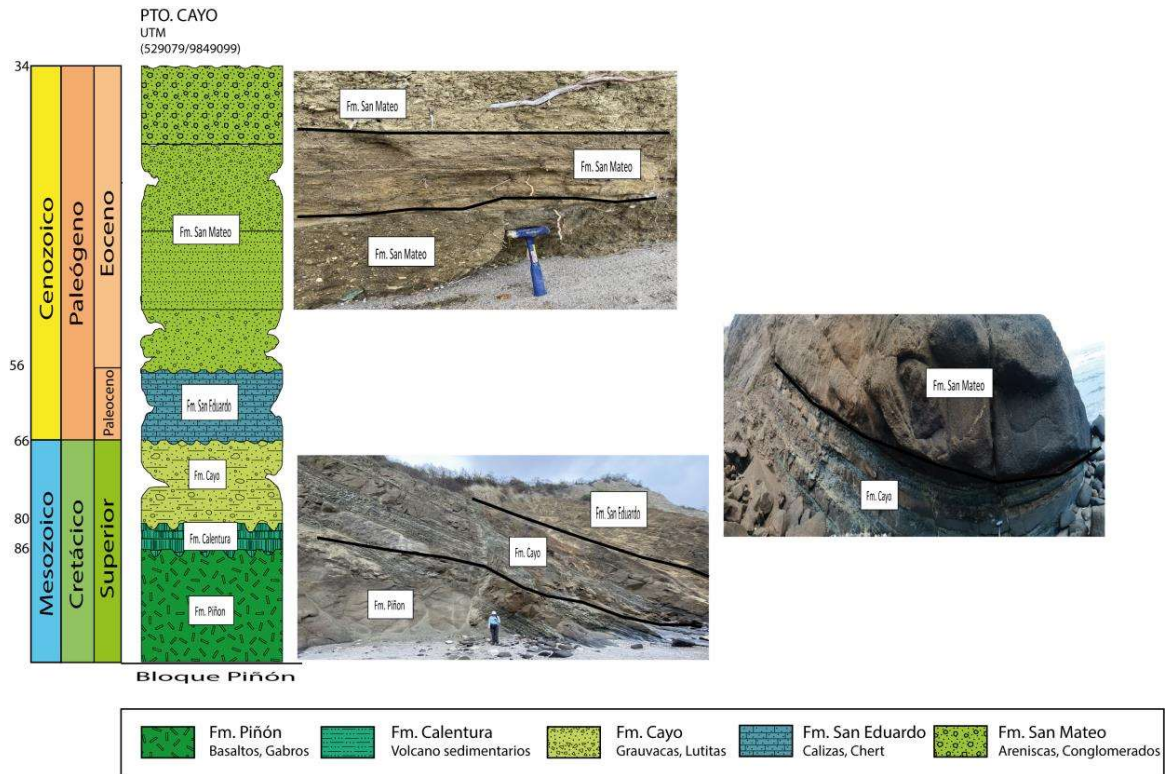 PTO. CAYO
UTM
(529079/9849099)
34
56
66
80
86
Cenozoico
Mesozoico
Paleógeno
Cretácico
Eoceno
Paleoceno
Superior
Fm. San Mateo
Fm. San Eduardo
Fm. Cayo
Fm. Calentura
Fm. Piñon
Bloque Piñón
Fm. San Mateo
Fm. San Mateo
Fm. San Mateo
Fm. San Mateo
Fm. Cayo
Fm. San Eduardo
Fm. Cayo
Fm. Piñon
Fm. Piñón
Basaltos, Gabros
Fm. Calentura
Volcano sedimentarios
Fm. Cayo
Grauvacas, Lutitas
Fm. San Eduardo
Calizas, Chert
Fm. San Mateo
Areniscas, Conglomerados